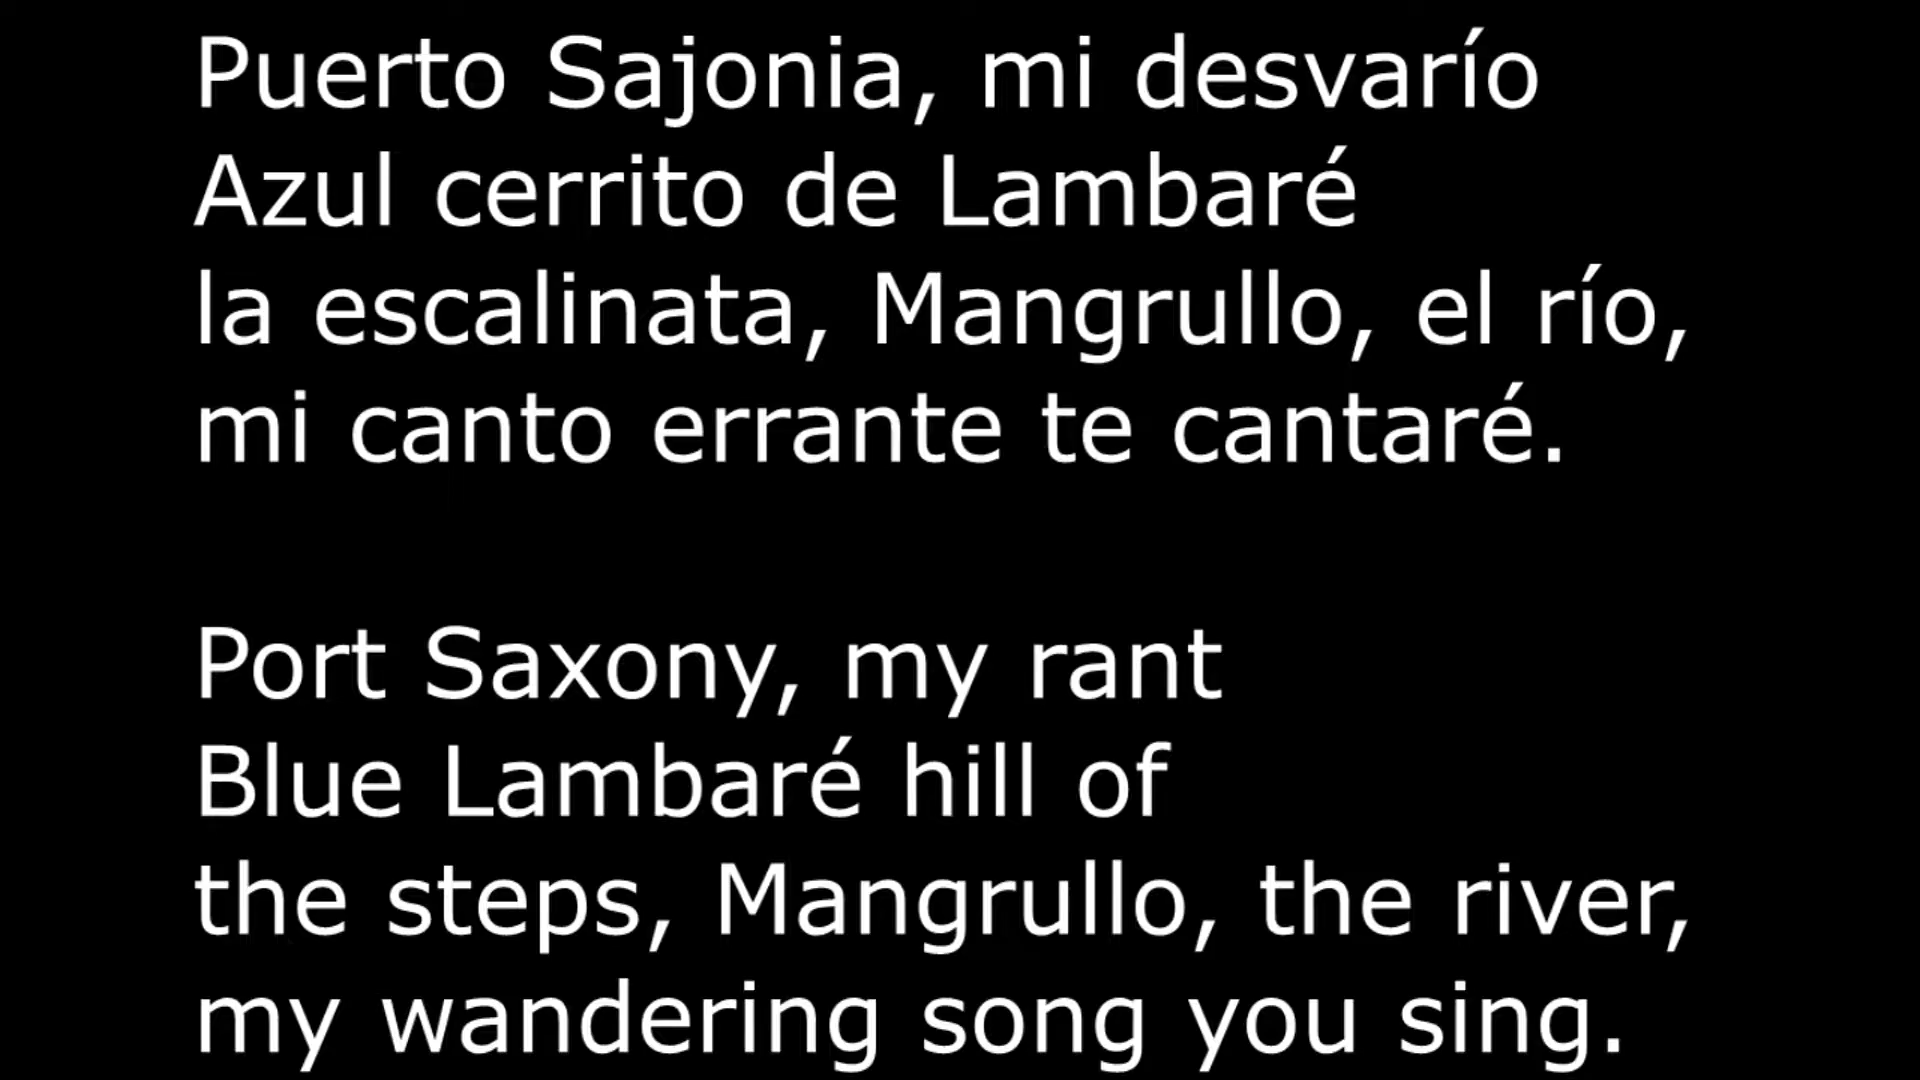 Puerto Sajonia, mi desvarío
Azul cerrito de Lambaré
la escalinata, Mangrullo, el río,
mi canto errante te cantaré.
Port Saxony, my rant
Blue Lambaré hill of
the steps, Mangrullo, the river,
my wandering song you sing.